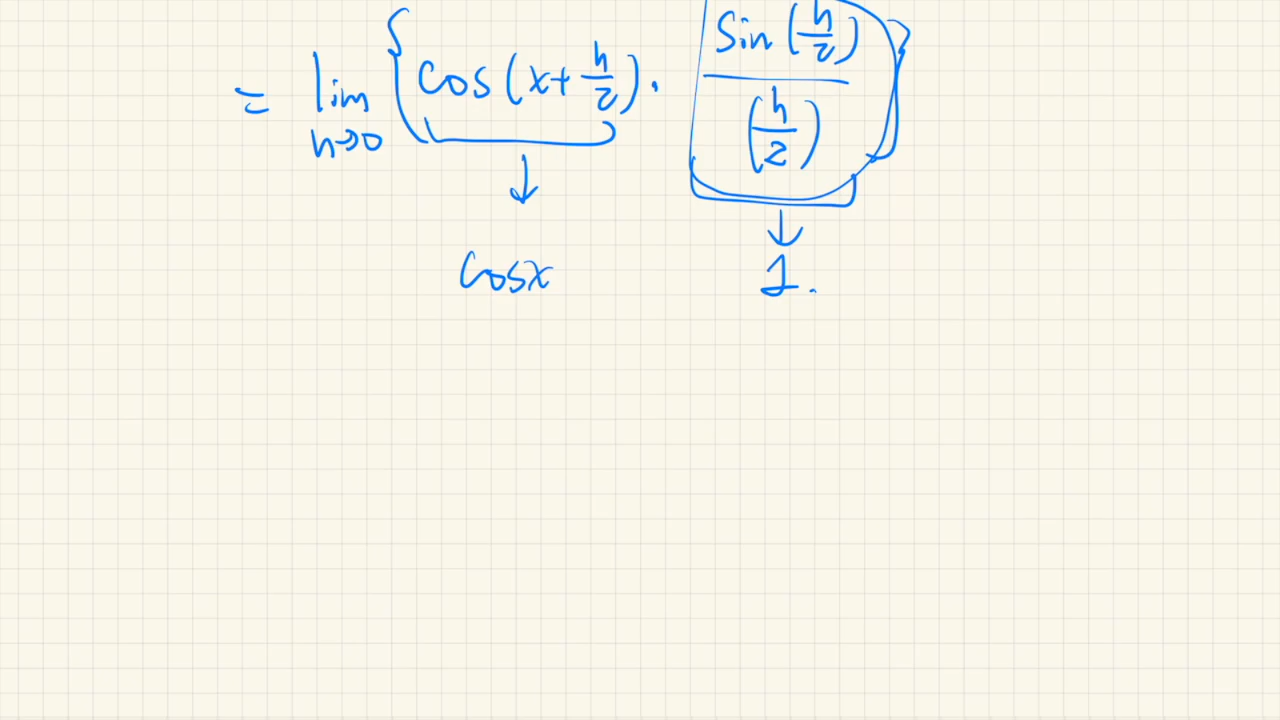 = lim h→0 { cos (x + h/2) · sin (h/2) / (h/2) }
↓ ↓
cosx 1.